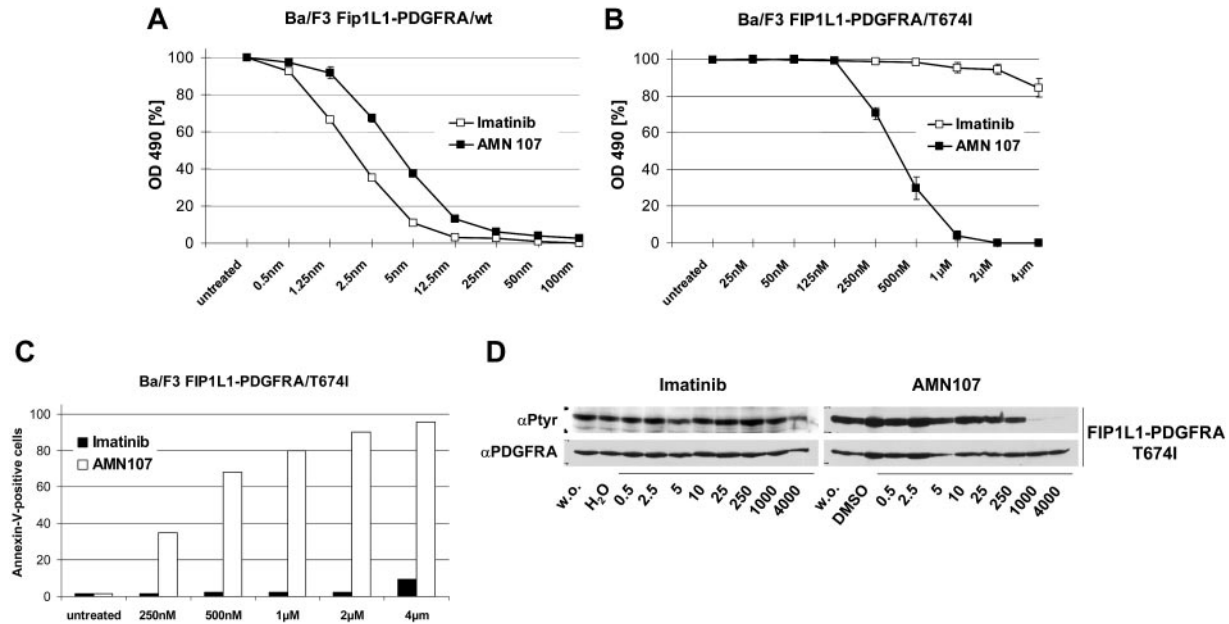 A
Ba/F3 Fip1L1-PDGFRA/wt
OD 490 [%]
100
80
60
40
20
0
Imatinib
AMN 107
untreated
0.5nm
1.25nm
2.5nm
5nm
12.5nm
25nm
50nm
100nm
B
Ba/F3 FIP1L1-PDGFRA/T674I
OD 490 [%]
100
80
60
40
20
0
Imatinib
AMN 107
untreated
25nM
50nM
125nM
250nM
500nM
1µM
2µM
4µm
C
Ba/F3 FIP1L1-PDGFRA/T674I
Annexin-V-positive cells
100
80
60
40
20
0
Imatinib
AMN107
untreated
250nM
500nM
1µM
2µM
4µm
D
Imatinib
AMN107
αPtyr
αPDGFRA
FIP1L1-PDGFRA
T674I
w.o.
H₂O
0.5
2.5
5
10
25
250
1000
4000
w.o.
DMSO
0.5
2.5
5
10
25
250
1000
4000